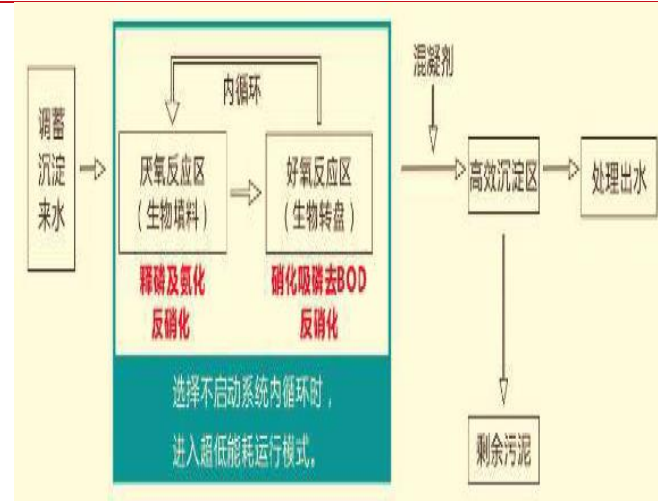 混凝剂
内循环
调蓄
沉淀
来水
厌氧反应区
（生物填料）
好氧反应区
（生物转盘）
高效沉淀区
处理出水
释磷及氨化
反硝化
硝化吸磷去BOD
反硝化
选择不启动系统内循环时，
进入超低能耗运行模式。
剩余污泥